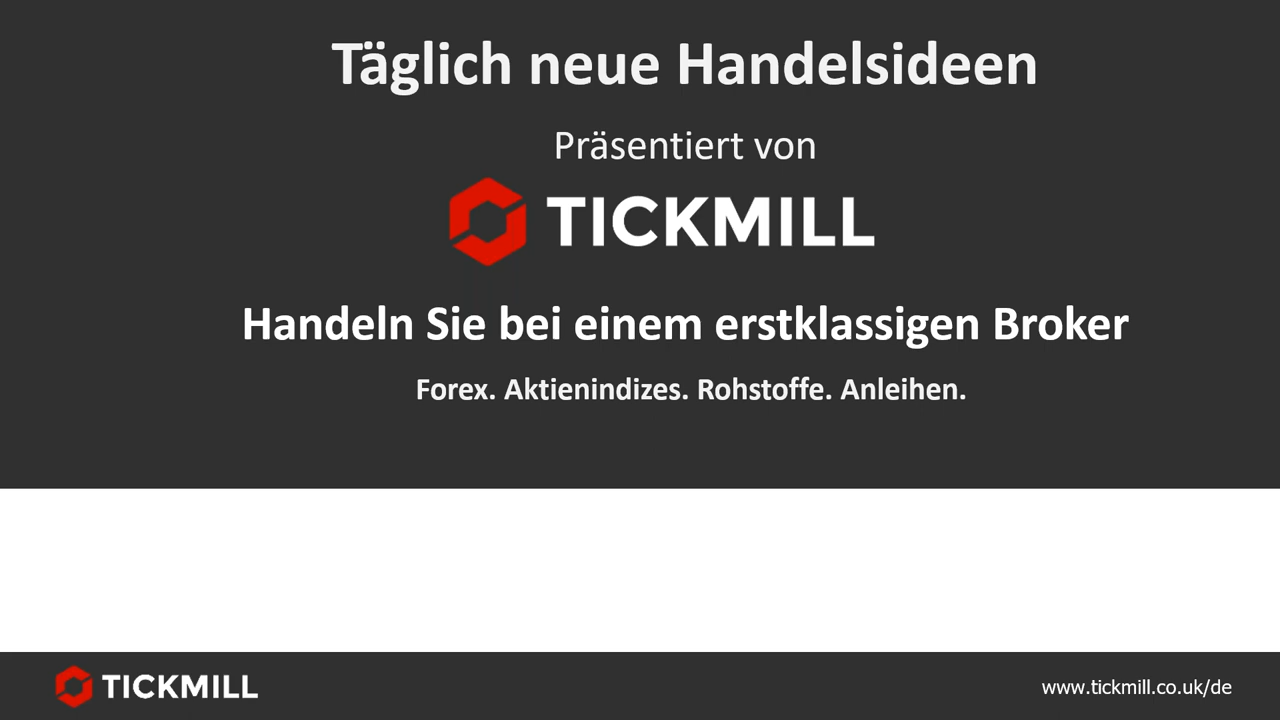 Täglich neue Handelsideen
Präsentiert von
TICKMILL
Handeln Sie bei einem erstklassigen Broker
Forex. Aktienindizes. Rohstoffe. Anleihen.
TICKMILL
www.tickmill.co.uk/de